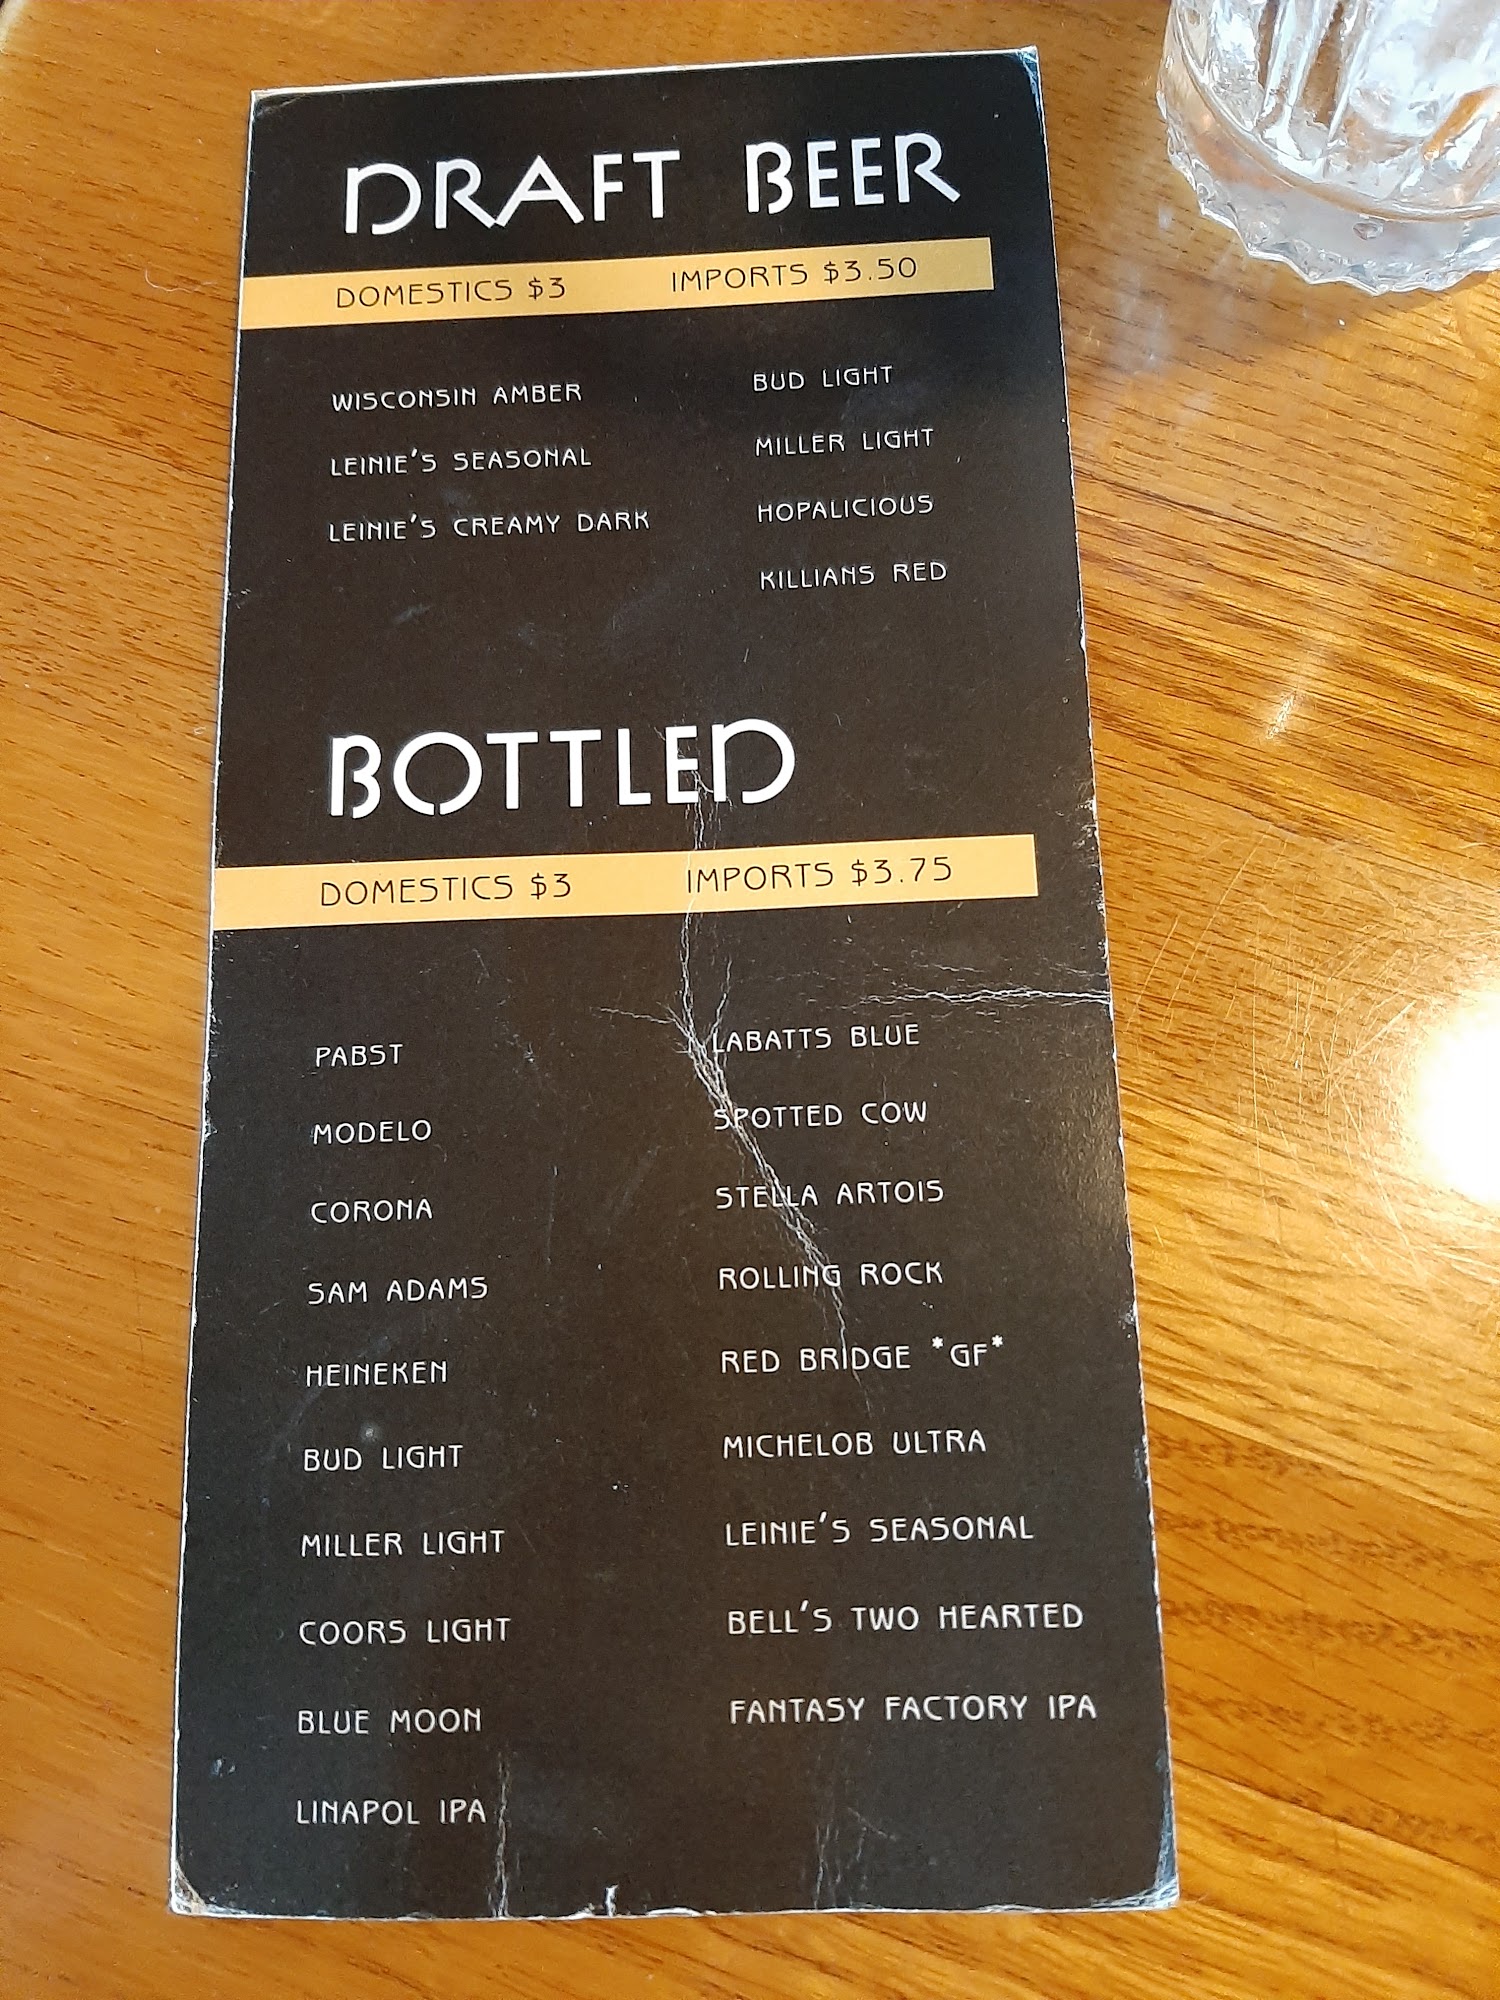 DRAFT BEER
DOMESTICS $3 IMPORTS $3.50
WISCONSIN AMBER
LEINIE'S SEASONAL
LEINIE'S CREAMY DARK
BUD LIGHT
MILLER LIGHT
HOPALICIOUS
KILLIANS RED
BOTTLED
DOMESTICS $3 IMPORTS $3.75
PABST
MODELO
CORONA
SAM ADAMS
HEINEKEN
BUD LIGHT
MILLER LIGHT
COORS LIGHT
BLUE MOON
LINAPOL IPA
LABATTS BLUE
SPOTTED COW
STELLA ARTOIS
ROLLING ROCK
RED BRIDGE *GF*
MICHELOB ULTRA
LEINIE'S SEASONAL
BELL'S TWO HEARTED
FANTASY FACTORY IPA